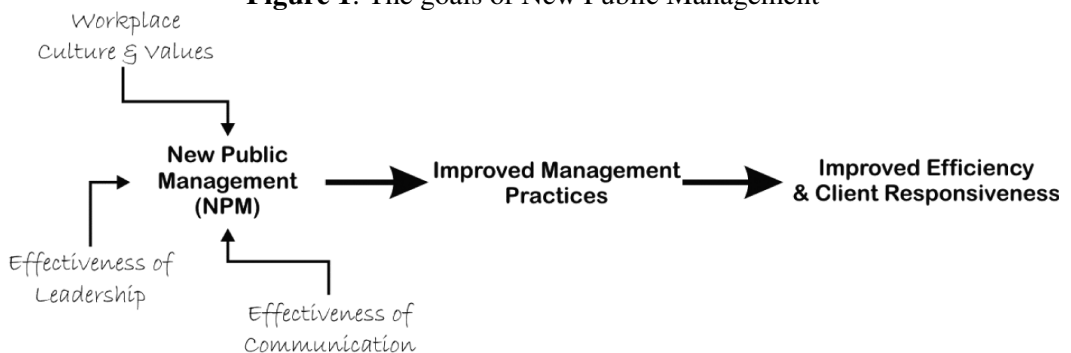 Figure 1. The goals of New Public Management
Workplace
Culture & Values
New Public
Management
(NPM)
Improved Management
Practices
Improved Efficiency
& Client Responsiveness
Effectiveness of
Leadership
Effectiveness of
Communication